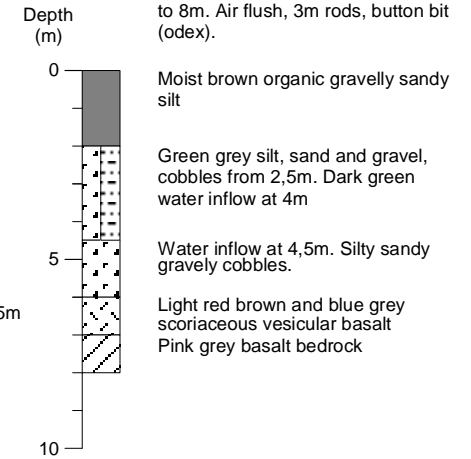 Depth
(m)
to 8m. Air flush, 3m rods, button bit
(odex).
0
Moist brown organic gravelly sandy
silt
Green grey silt, sand and gravel,
cobbles from 2,5m. Dark green
water inflow at 4m
5
Water inflow at 4,5m. Silty sandy
gravely cobbles.
5m
Light red brown and blue grey
scoriaceous vesicular basalt
Pink grey basalt bedrock
10